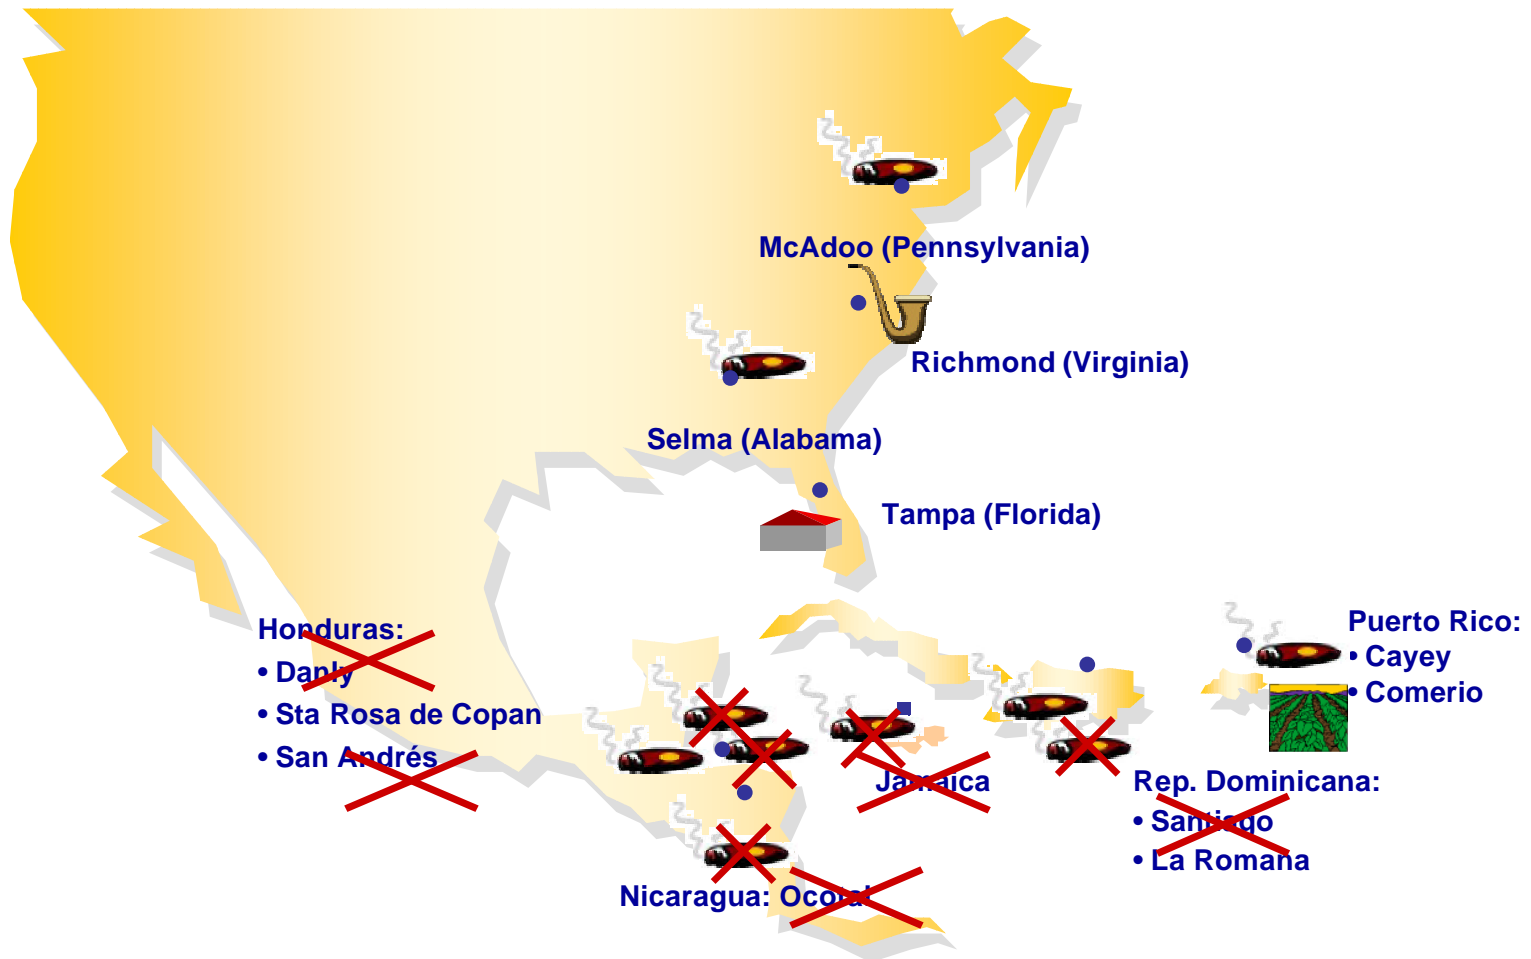 McAdoo (Pennsylvania)
Richmond (Virginia)
Selma (Alabama)
Tampa (Florida)
Honduras:
• Danly
• Sta Rosa de Copan
• San Andrés
Puerto Rico:
• Cayey
• Comerio
Jamaica
Rep. Dominicana:
• Santiago
• La Romana
Nicaragua: Ocotal